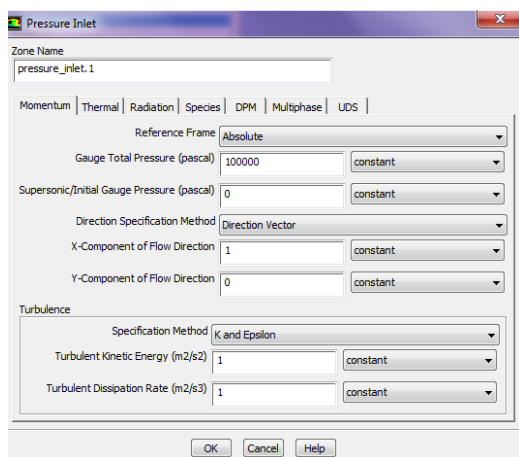 Pressure Inlet
Zone Name
pressure_inlet.1
Momentum Thermal Radiation Species DPM Multiphase UDS
Reference Frame Absolute
Gauge Total Pressure (pascal) 100000 constant
Supersonic/Initial Gauge Pressure (pascal) 0 constant
Direction Specification Method Direction Vector
X-Component of Flow Direction 1 constant
Y-Component of Flow Direction 0 constant
Turbulence
Specification Method K and Epsilon
Turbulent Kinetic Energy (m2/s2) 1 constant
Turbulent Dissipation Rate (m2/s3) 1 constant
OK Cancel Help